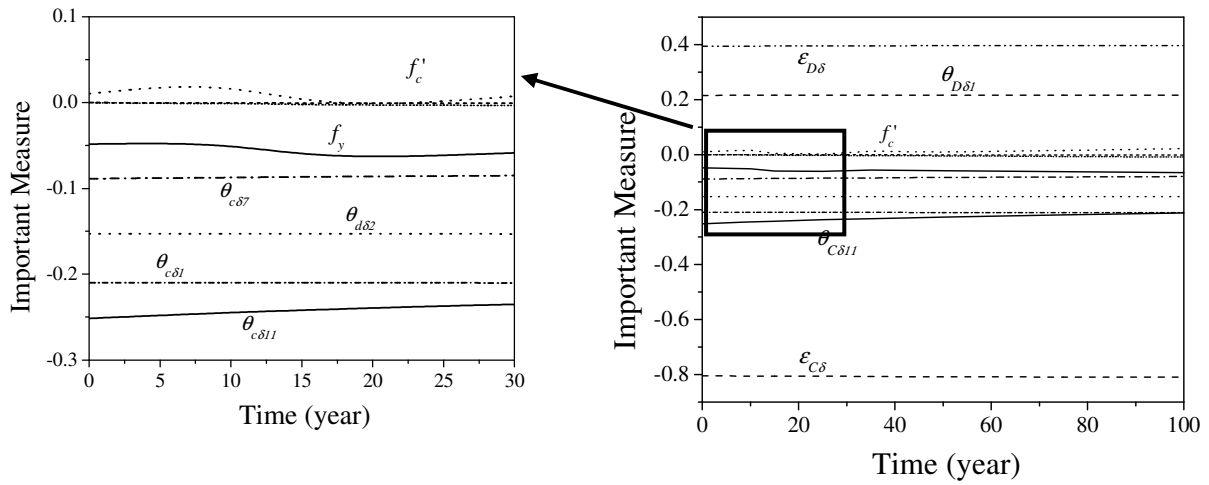 0.1
0.0
-0.1
-0.2
-0.3
Important Measure
f_c'
f_y
θ_cδ7
θ_dδ2
θ_cδ1
θ_cδ11
0 5 10 15 20 25 30
Time (year)
0.4
0.2
0.0
-0.2
-0.4
-0.6
-0.8
Important Measure
ε_Dδ
θ_Dδ1
f_c'
θ_Cδ11
ε_Cδ
0 20 40 60 80 100
Time (year)